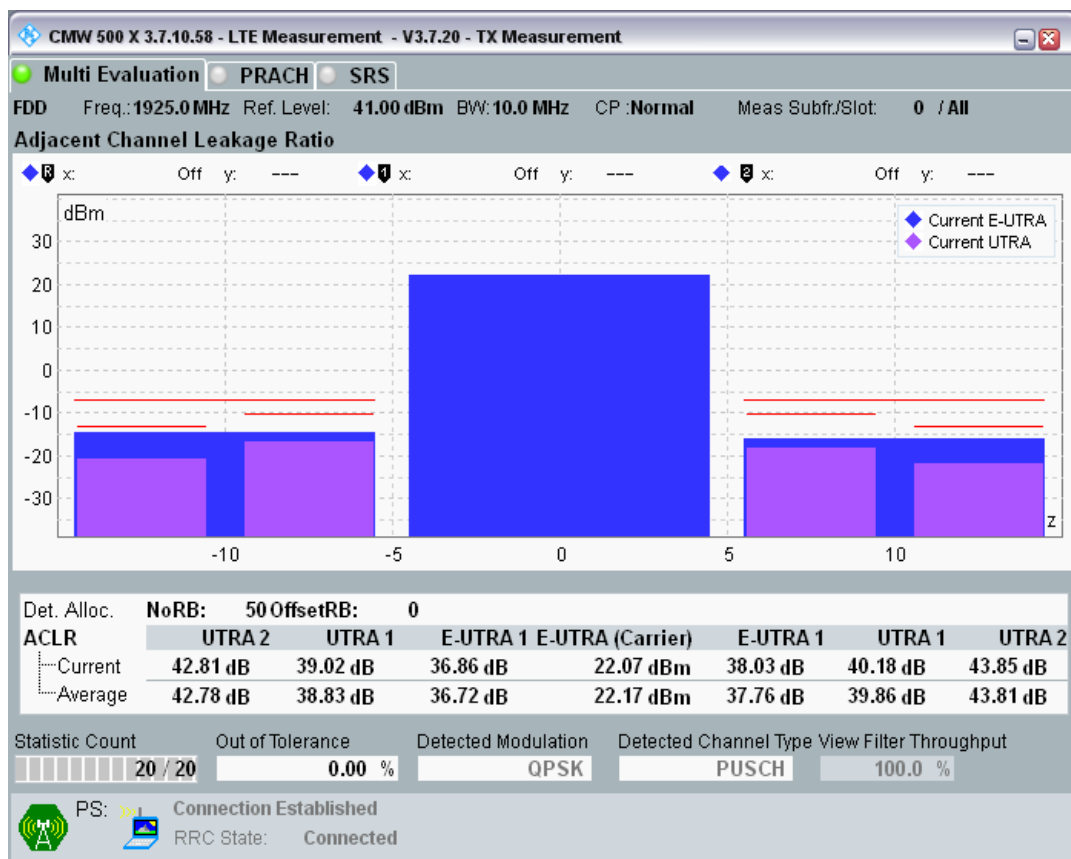 CMW 500 X 3.7.10.58 - LTE Measurement - V3.7.20 - TX Measurement
Multi Evaluation PRACH SRS
FDD Freq.: 1925.0 MHz Ref. Level: 41.00 dBm BW: 10.0 MHz CP :Normal Meas Subfr./Slot: 0 / All
Adjacent Channel Leakage Ratio
R x: Off y: --- 1 x: Off y: --- 2 x: Off y: ---
dBm
Current E-UTRA
Current UTRA
30
20
10
0
-10
-20
-30
z
-10 -5 0 5 10
Det. Alloc. NoRB: 50 OffsetRB: 0
ACLR UTRA 2 UTRA 1 E-UTRA 1 E-UTRA (Carrier) E-UTRA 1 UTRA 1 UTRA 2
Current 42.81 dB 39.02 dB 36.86 dB 22.07 dBm 38.03 dB 40.18 dB 43.85 dB
Average 42.78 dB 38.83 dB 36.72 dB 22.17 dBm 37.76 dB 39.86 dB 43.81 dB
Statistic Count Out of Tolerance Detected Modulation Detected Channel Type View Filter Throughput
20 / 20 0.00 % QPSK PUSCH 100.0 %
PS: Connection Established
RRC State: Connected